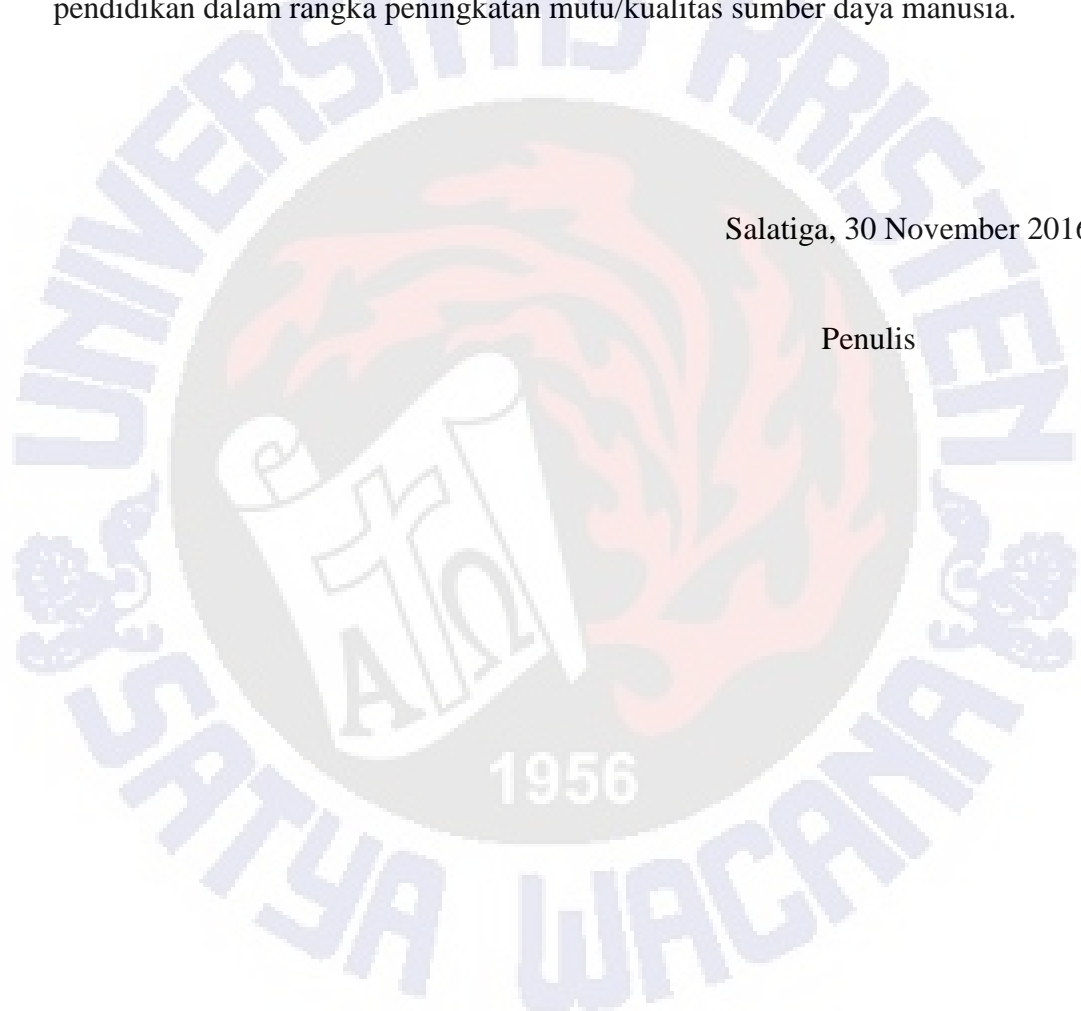 pendidikan dalam rangka peningkatan mutu/kualitas sumber daya manusia.
Salatiga, 30 November 2016
Penulis
UNIVERSITAS KRISTEN
SATYA WACANA
Α Ω
1956